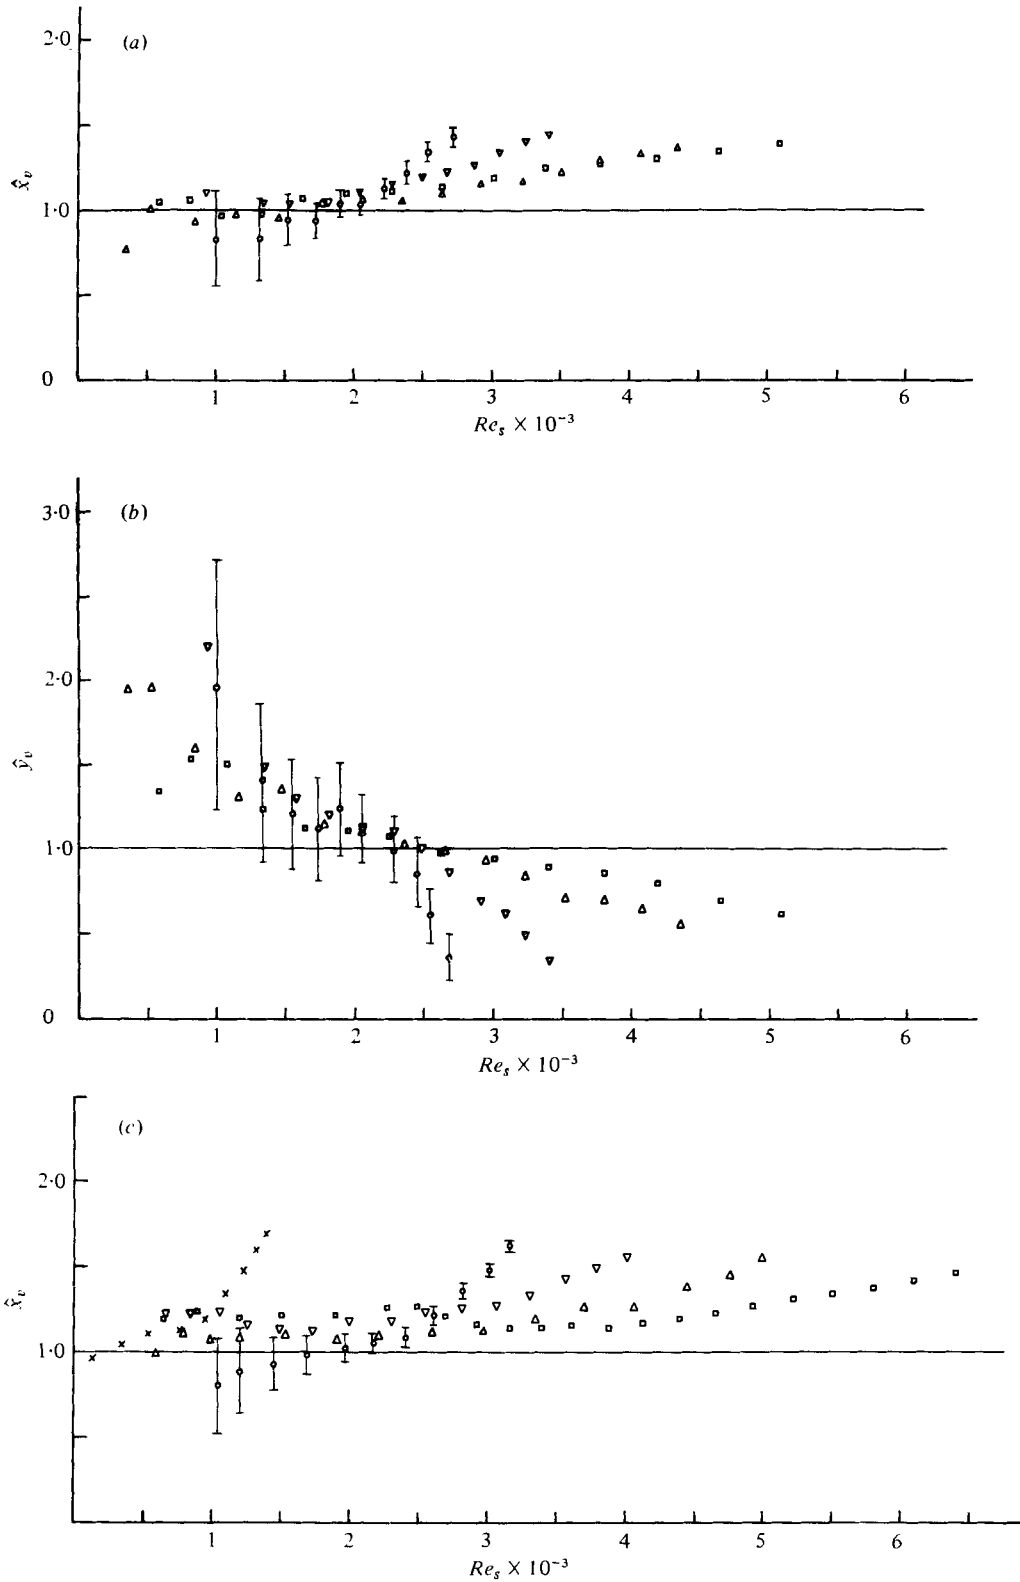 2·0
(a)
x̂ᵥ
1·0
0
1 2 3 4 5 6
Reₛ × 10⁻³
3·0
(b)
2·0
ŷᵥ
1·0
0
1 2 3 4 5 6
Reₛ × 10⁻³
(c)
2·0
x̂ᵥ
1·0
1 2 3 4 5 6
Reₛ × 10⁻³